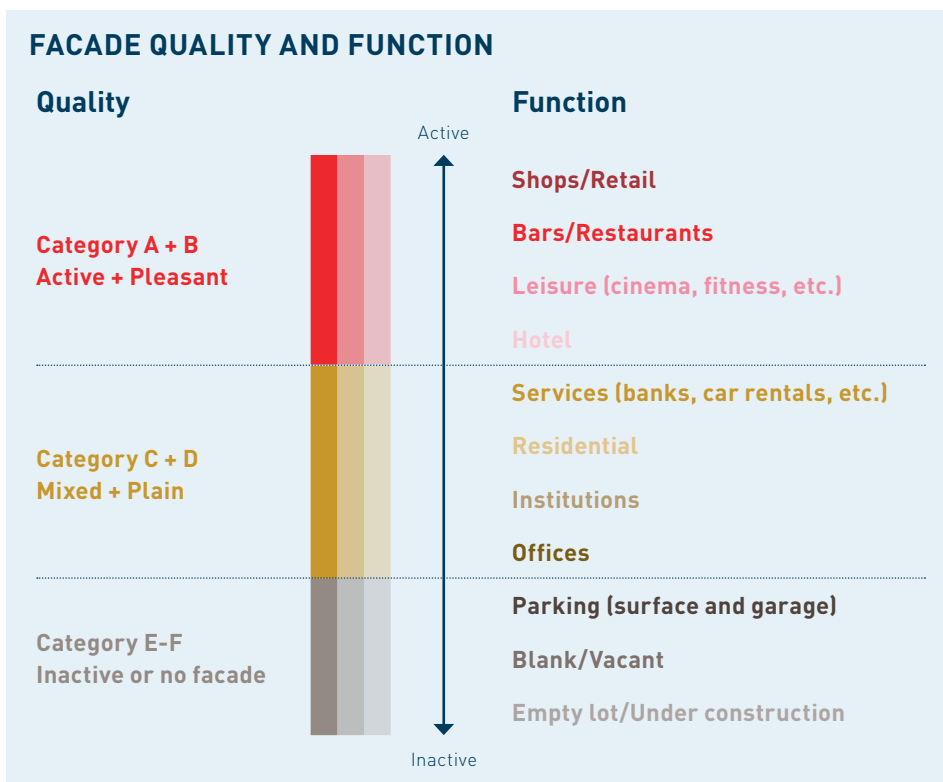 FACADE QUALITY AND FUNCTION
Quality
Function
Active
Category A + B
Active + Pleasant
Shops/Retail
Bars/Restaurants
Leisure (cinema, fitness, etc.)
Hotel
Category C + D
Mixed + Plain
Services (banks, car rentals, etc.)
Residential
Institutions
Offices
Category E-F
Inactive or no facade
Parking (surface and garage)
Blank/Vacant
Empty lot/Under construction
Inactive